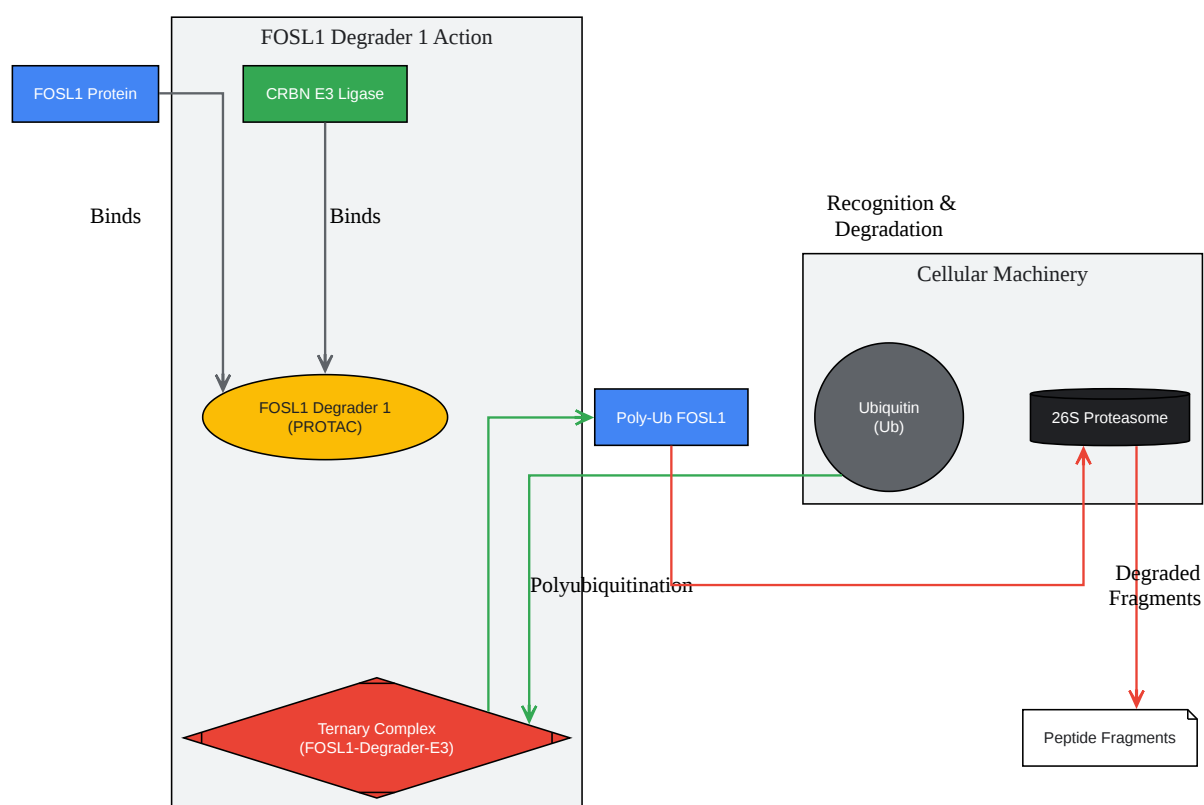 FOSL1 Degrader 1 Action
FOSL1 Protein
CRBN E3 Ligase
Binds
Binds
Recognition &
Degradation
Cellular Machinery
FOSL1 Degrader 1
(PROTAC)
Poly-Ub FOSL1
Ubiquitin
(Ub)
26S Proteasome
Polyubiquitination
Degraded
Fragments
Ternary Complex
(FOSL1-Degrader-E3)
Peptide Fragments